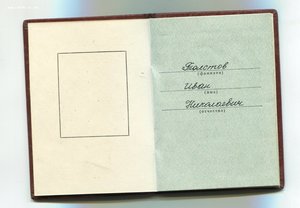 Толстов
(фамилия)
Иван
(имя)
Николаевич
(отчество)